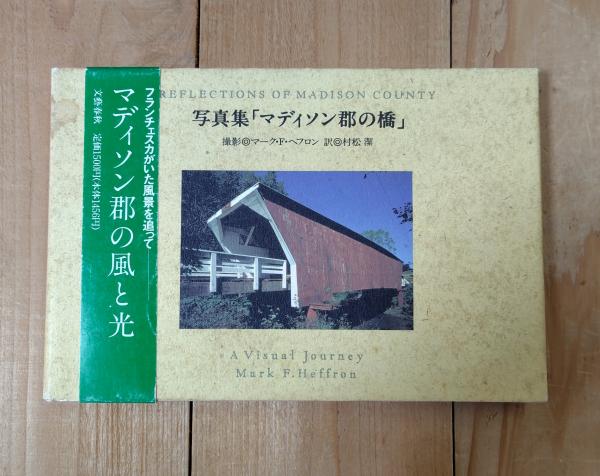 REFLECTIONS OF MADISON COUNTY
写真集「マディソン郡の橋」
撮影◎マーク・F・ヘフロン 訳◎村松 潔
A Visual Journey
Mark F. Heffron
フランチェスカがいた風景を追って――
マディソン郡の風と光
文藝春秋 定価1500円(本体1456円)